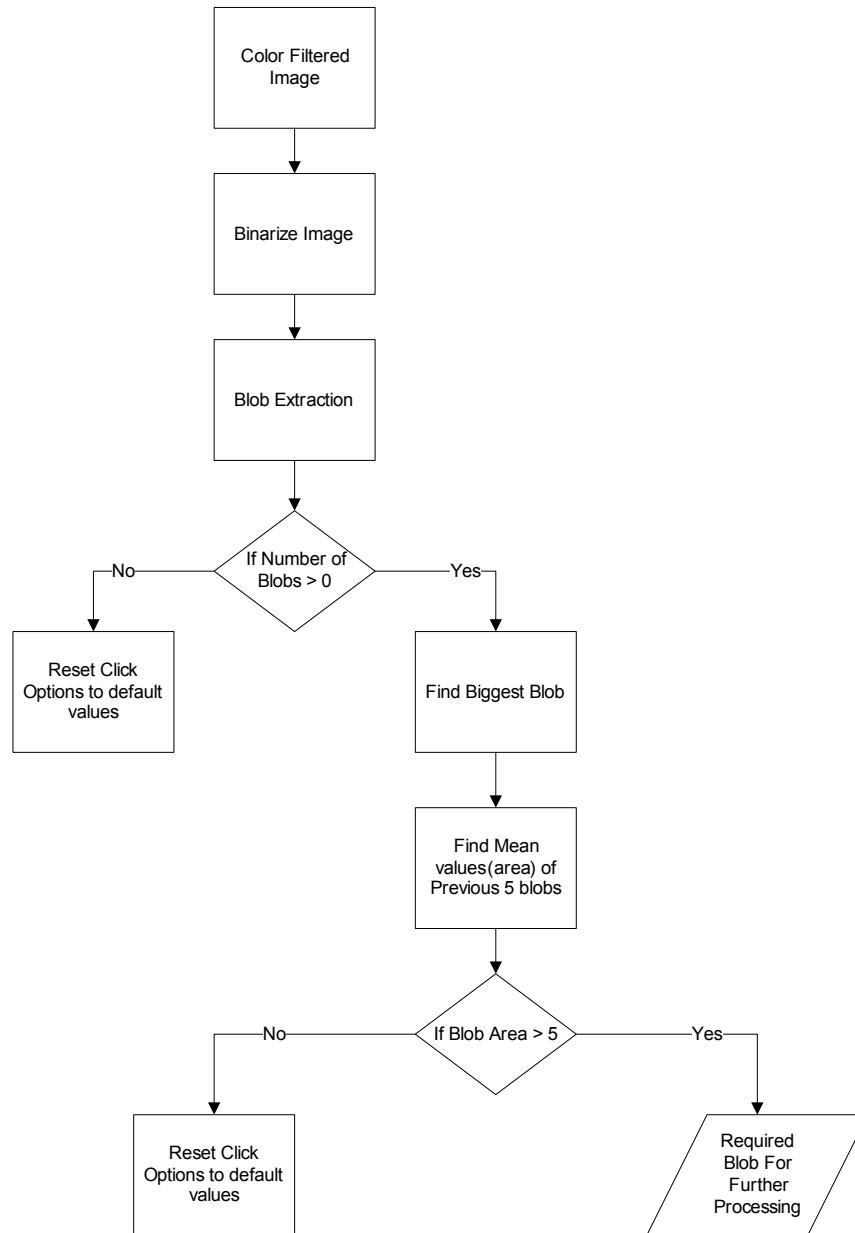 Color Filtered
Image
Binarize Image
Blob Extraction
If Number of
Blobs > 0
No
Yes
Reset Click
Options to default
values
Find Biggest Blob
Find Mean
values(area) of
Previous 5 blobs
If Blob Area > 5
No
Yes
Reset Click
Options to default
values
Required
Blob For
Further
Processing